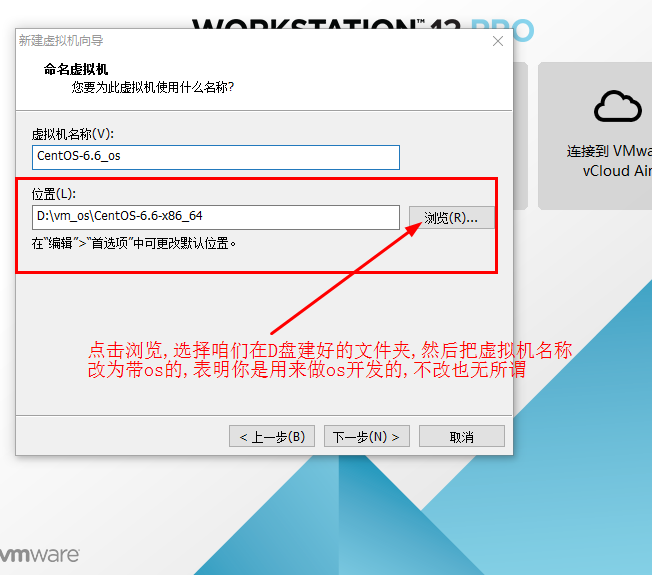 WORKSTATION™ 12 PRO
新建虚拟机向导
命名虚拟机
您要为此虚拟机使用什么名称?
虚拟机名称(V):
CentOS-6.6_os
位置(L):
D:\vm_os\CentOS-6.6-x86_64
浏览(R)...
在“编辑”>“首选项”中可更改默认位置。
连接到 VMwa
vCloud Air
点击浏览,选择咱们在D盘建好的文件夹,然后把虚拟机名称
改为带os的,表明你是用来做os开发的,不改也无所谓
< 上一步(B)
下一步(N) >
取消
vmware